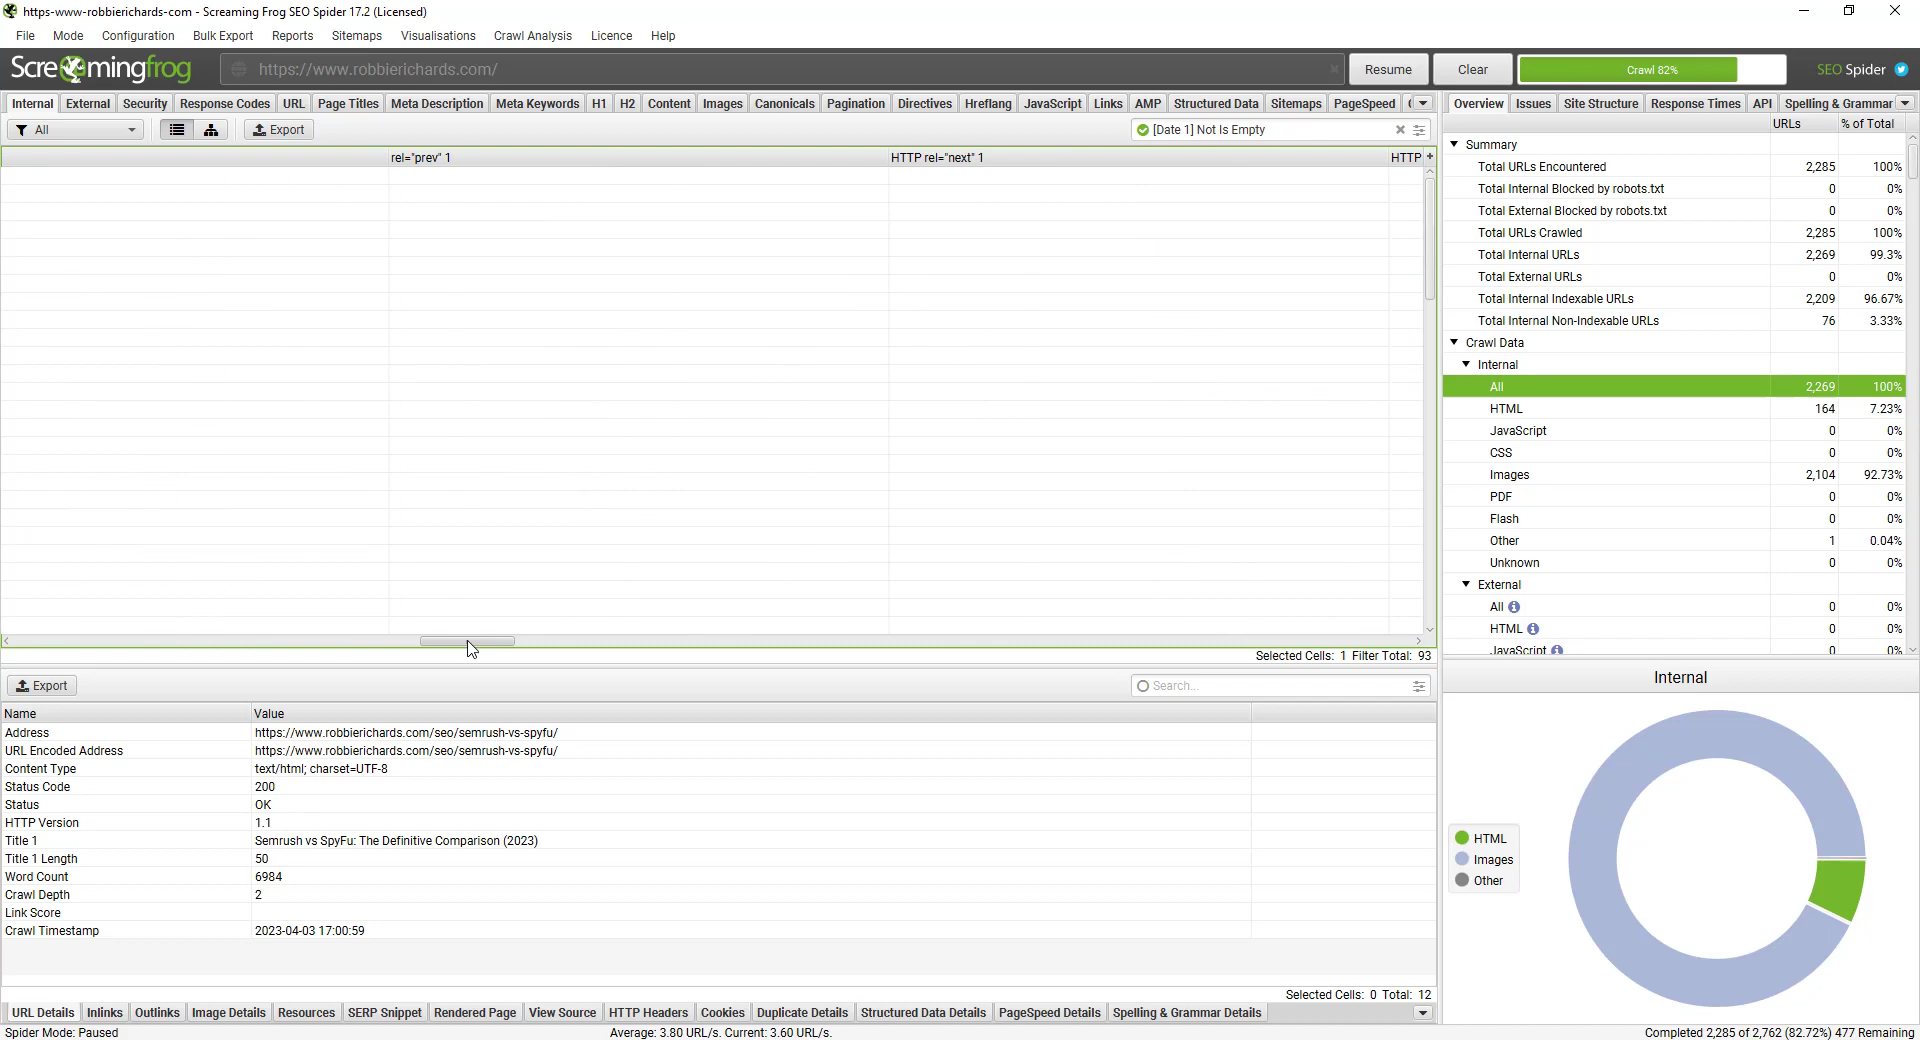 https-www-robbierichards-com - Screaming Frog SEO Spider 17.2 (Licensed)
File Mode Configuration Bulk Export Reports Sitemaps Visualisations Crawl Analysis Licence Help
Screamingfrog https://www.robbierichards.com/ Resume Clear Crawl 82% SEO Spider
Internal External Security Response Codes URL Page Titles Meta Description Meta Keywords H1 H2 Content Images Canonicals Pagination Directives Hreflang JavaScript Links AMP Structured Data Sitemaps PageSpeed
Overview Issues Site Structure Response Times API Spelling & Grammar
All Export [Date 1] Not Is Empty
URLs % of Total
rel="prev" 1 HTTP rel="next" 1 HTTP
Summary
Total URLs Encountered 2,285 100%
Total Internal Blocked by robots.txt 0 0%
Total External Blocked by robots.txt 0 0%
Total URLs Crawled 2,285 100%
Total Internal URLs 2,269 99.3%
Total External URLs 0 0%
Total Internal Indexable URLs 2,209 96.67%
Total Internal Non-Indexable URLs 76 3.33%
Crawl Data
Internal
All 2,269 100%
HTML 164 7.23%
JavaScript 0 0%
CSS 0 0%
Images 2,104 92.73%
PDF 0 0%
Flash 0 0%
Other 1 0.04%
Unknown 0 0%
External
All 0 0%
HTML 0 0%
JavaScript 0 0%
Selected Cells: 1 Filter Total: 93
Export Search...
Name Value
Address https://www.robbierichards.com/seo/semrush-vs-spyfu/
URL Encoded Address https://www.robbierichards.com/seo/semrush-vs-spyfu/
Content Type text/html; charset=UTF-8
Status Code 200
Status OK
HTTP Version 1.1
Title 1 Semrush vs SpyFu: The Definitive Comparison (2023)
Title 1 Length 50
Word Count 6984
Crawl Depth 2
Link Score
Crawl Timestamp 2023-04-03 17:00:59
Selected Cells: 0 Total: 12
Internal
HTML
Images
Other
URL Details Inlinks Outlinks Image Details Resources SERP Snippet Rendered Page View Source HTTP Headers Cookies Duplicate Details Structured Data Details PageSpeed Details Spelling & Grammar Details
Spider Mode: Paused Average: 3.80 URL/s. Current: 3.60 URL/s. Completed 2,285 of 2,762 (82.72%) 477 Remaining